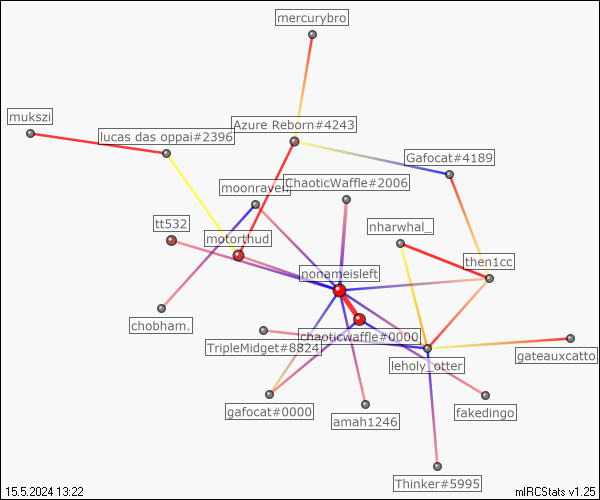 mercurybro
mukszi
Azure Reborn#4243
lucas das oppai#2396
Gafocat#4189
moonraven
ChaoticWaffle#2006
tt532
nharwhal_
motorthud
then1cc
nonameisleft
chobham.
chaoticwaffle#0000
TripleMidget#8824
leholy_otter
gateauxcatto
gafocat#0000
amah1246
fakedingo
Thinker#5995
15.5.2024 13:22
mIRCStats v1.25